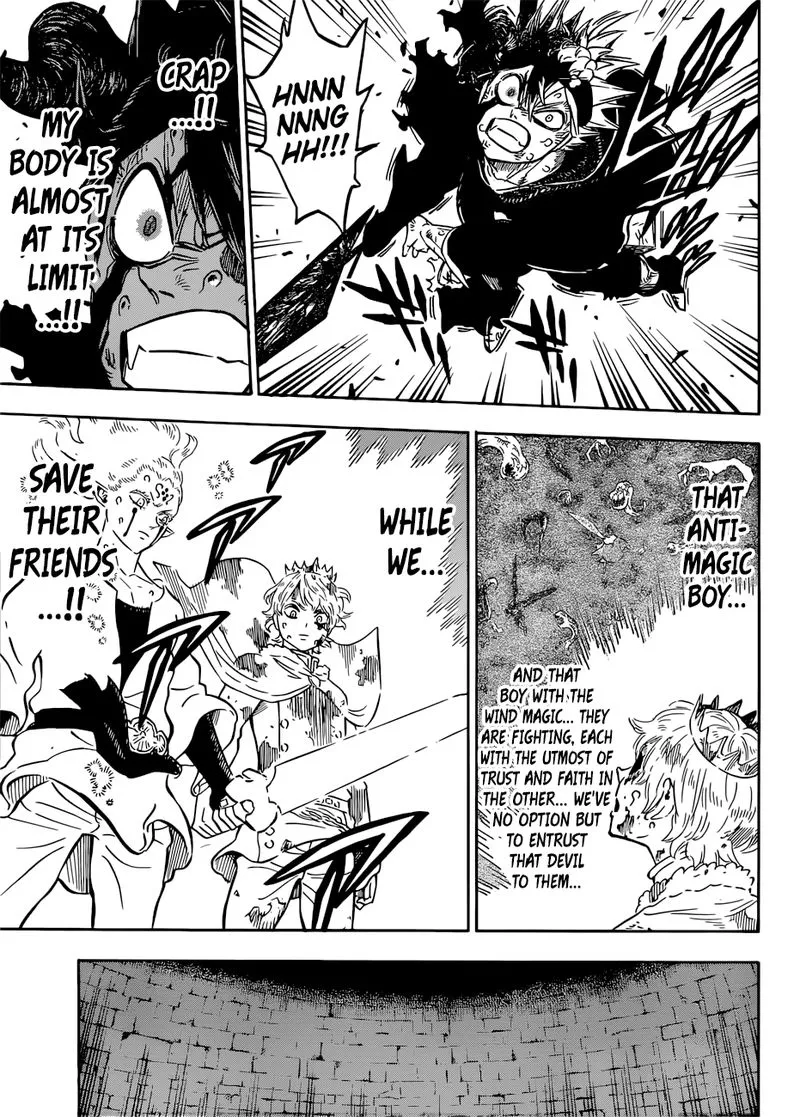 HNNN
NNNG
HH!!!
CRAP
...!!
MY
BODY IS
ALMOST
AT ITS
LIMIT
...!!
THAT
ANTI-
MAGIC
BOY...
AND THAT
BOY WITH THE
WIND MAGIC... THEY
ARE FIGHTING, EACH
WITH THE UTMOST OF
TRUST AND FAITH IN
THE OTHER... WE'VE
NO OPTION BUT
TO ENTRUST
THAT DEVIL
TO THEM...
WHILE
WE...
SAVE
THEIR
FRIENDS
...!!